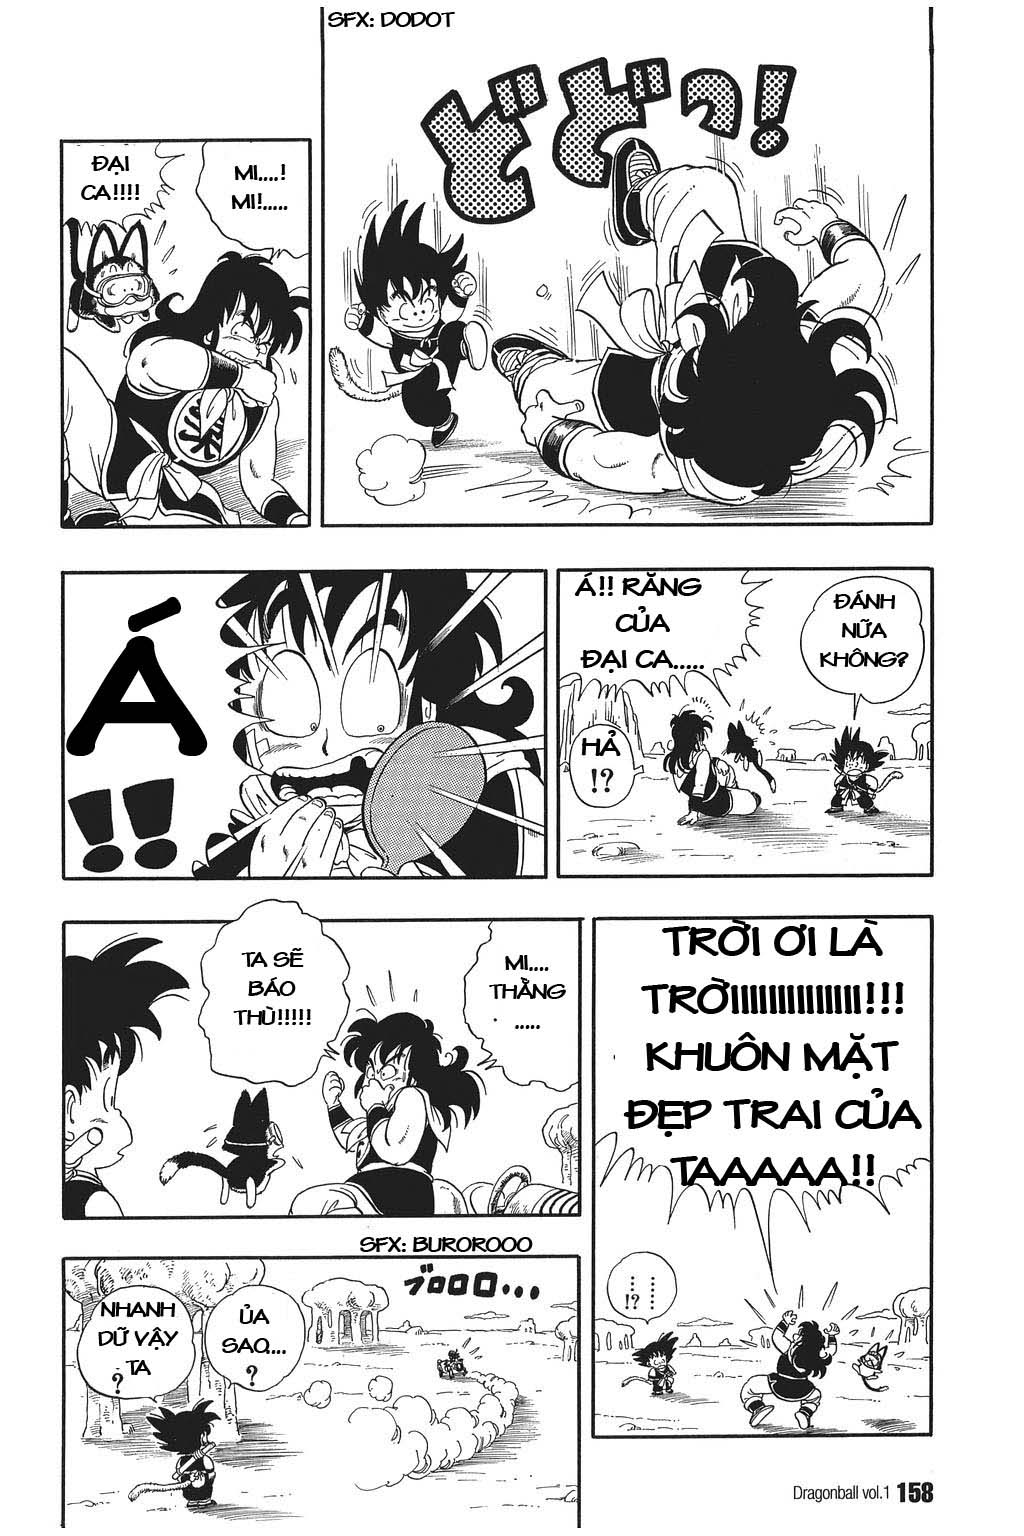 SFX: DODOT
どどっ!
MI....!
MI!.....
ĐẠI
CA!!!!
ĐÁNH
NỮA
KHÔNG?
Á!! RĂNG
CỦA
ĐẠI CA.....
HẢ
!?
Á
!!
TRỜI ƠI LÀ
TRỜIIIIIIIIIIIIIII!!!
KHUÔN MẶT
ĐẸP TRAI CỦA
TAAAAA!!
......
...!?
MI....
THẰNG
.....
TA SẼ
BÁO
THÙ!!!!!
SFX: BUROROOO
ブロロロ...
ỦA
SAO....
?
NHANH
DỮ VẬY
TA
?
Dragonball vol.1 158